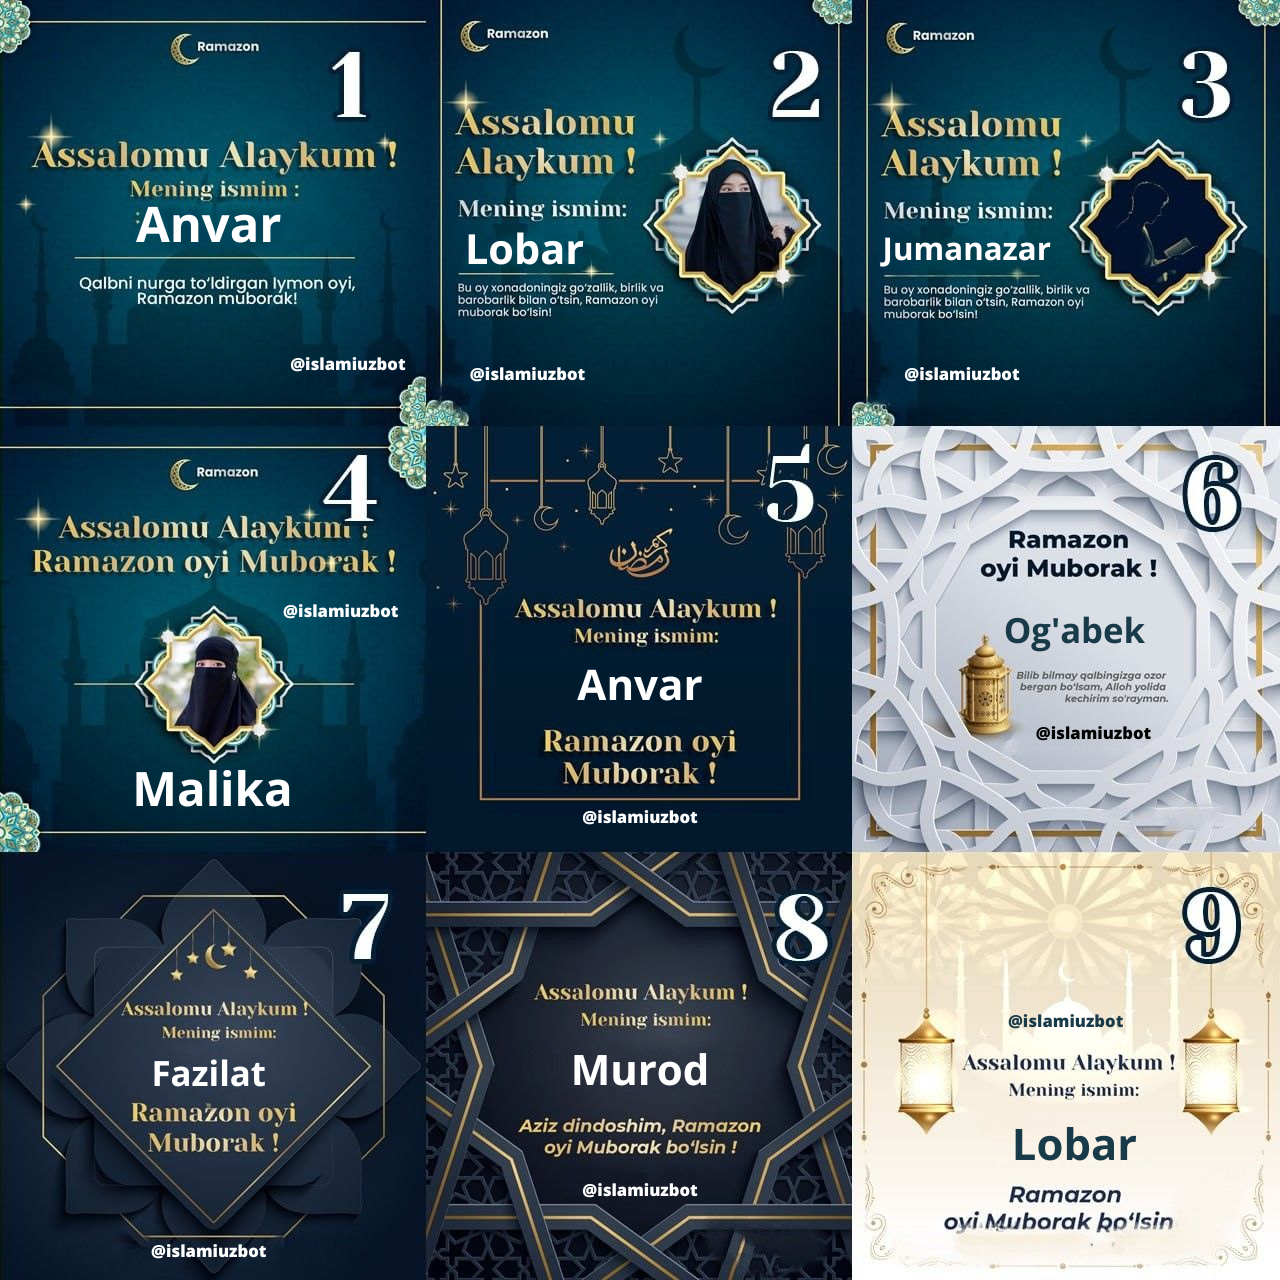 Ramazon
1
Assalomu Alaykum !
Mening ismim :
Anvar
Qalbni nurga to‘ldirgan Iymon oyi,
Ramazon muborak!
@islamiuzbot
Ramazon
2
Assalomu
Alaykum !
Mening ismim:
Lobar
Bu oy xonadoningiz go‘zallik, birlik va
barobarlik bilan o‘tsin, Ramazon oyi
muborak bo‘lsin!
@islamiuzbot
Ramazon
3
Assalomu
Alaykum !
Mening ismim:
Jumanazar
Bu oy xonadoningiz go‘zallik, birlik va
barobarlik bilan o‘tsin, Ramazon oyi
muborak bo‘lsin!
@islamiuzbot
Ramazon
4
Assalomu Alaykum !
Ramazon oyi Muborak !
@islamiuzbot
Malika
5
رمضان كريم
Assalomu Alaykum !
Mening ismim:
Anvar
Ramazon oyi
Muborak !
@islamiuzbot
6
Ramazon
oyi Muborak !
Og'abek
Bilib bilmay qalbingizga ozor
bergan bo‘lsam, Alloh yolida
kechirim so'rayman.
@islamiuzbot
7
Assalomu Alaykum !
Mening ismim:
Fazilat
Ramazon oyi
Muborak !
@islamiuzbot
8
Assalomu Alaykum !
Mening ismim:
Murod
Aziz dindoshim, Ramazon
oyi Muborak bo‘lsin !
@islamiuzbot
9
@islamiuzbot
Assalomu Alaykum !
Mening ismim:
Lobar
Ramazon
oyi Muborak bo‘lsin